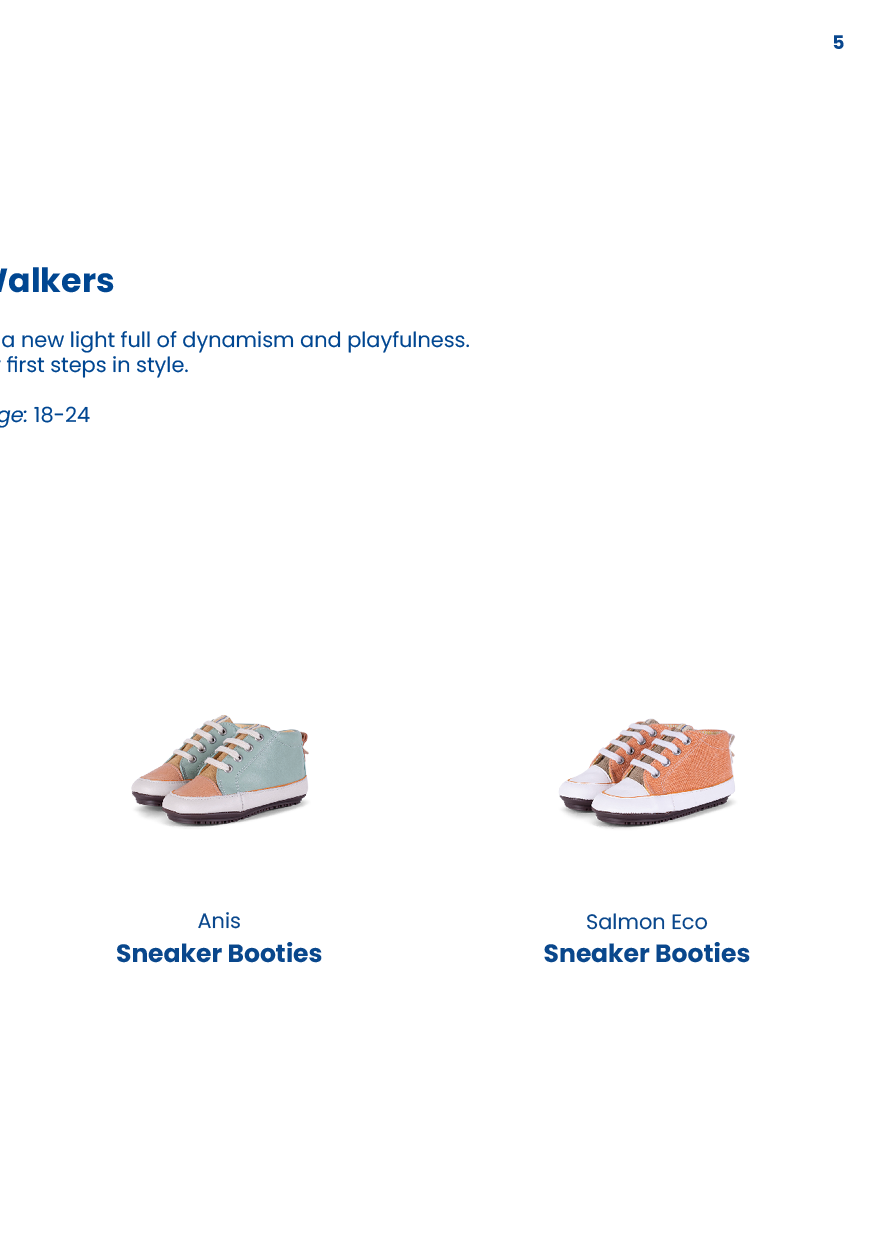 5
Walkers
a new light full of dynamism and playfulness.
first steps in style.
ge: 18-24
Anis
Sneaker Booties
Salmon Eco
Sneaker Booties